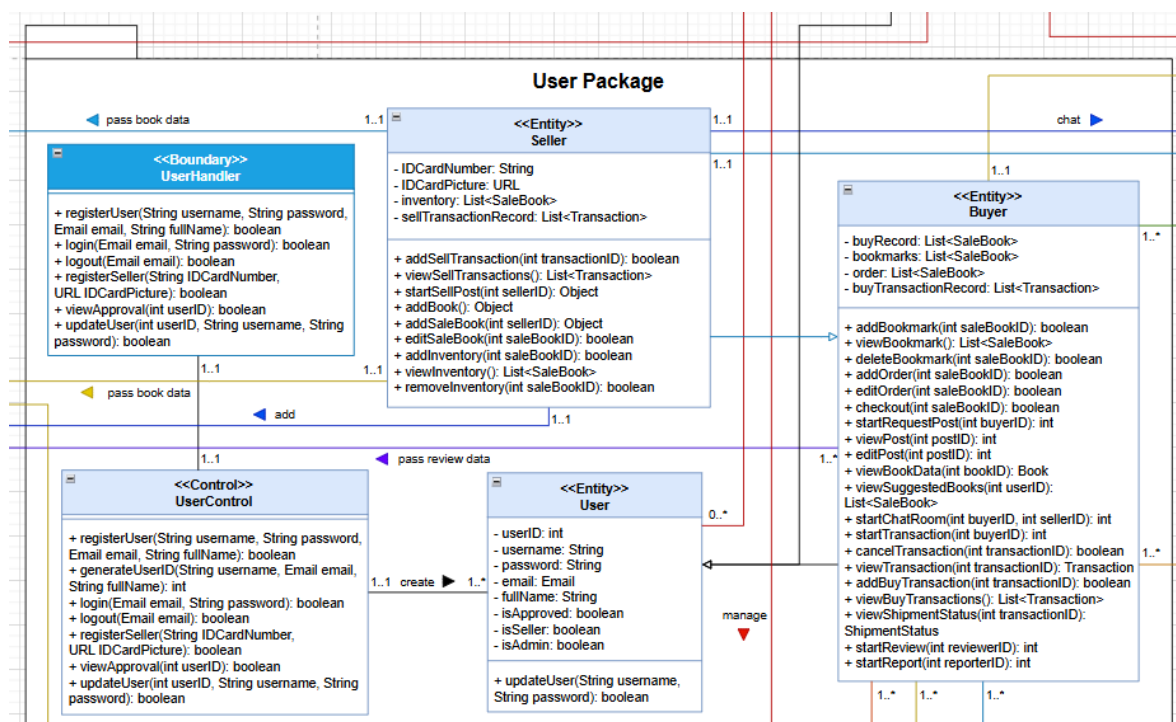 User Package
pass book data
1..1
<<Entity>>
Seller
- IDCardNumber: String
- IDCardPicture: URL
- inventory: List<SaleBook>
- sellTransactionRecord: List<Transaction>
+ addSellTransaction(int transactionID): boolean
+ viewSellTransactions(): List<Transaction>
+ startSellPost(int sellerID): Object
+ addBook(): Object
+ addSaleBook(int sellerID): Object
+ editSaleBook(int saleBookID): boolean
+ addInventory(int saleBookID): boolean
+ viewInventory(): List<SaleBook>
+ removeInventory(int saleBookID): boolean
1..1
chat
1..1
1..1
<<Boundary>>
UserHandler
+ registerUser(String username, String password,
Email email, String fullName): boolean
+ login(Email email, String password): boolean
+ logout(Email email): boolean
+ registerSeller(String IDCardNumber,
URL IDCardPicture): boolean
+ viewApproval(int userID): boolean
+ updateUser(int userID, String username, String
password): boolean
1..1
1..1
pass book data
add
1..1
<<Entity>>
Buyer
- buyRecord: List<SaleBook>
- bookmarks: List<SaleBook>
- order: List<SaleBook>
- buyTransactionRecord: List<Transaction>
+ addBookmark(int saleBookID): boolean
+ viewBookmark(): List<SaleBook>
+ deleteBookmark(int saleBookID): boolean
+ addOrder(int saleBookID): boolean
+ editOrder(int saleBookID): boolean
+ checkout(int saleBookID): boolean
+ startRequestPost(int buyerID): int
+ viewPost(int postID): int
+ editPost(int postID): int
+ viewBookData(int bookID): Book
+ viewSuggestedBooks(int userID):
List<SaleBook>
+ startChatRoom(int buyerID, int sellerID): int
+ startTransaction(int buyerID): int
+ cancelTransaction(int transactionID): boolean
+ viewTransaction(int transactionID): Transaction
+ addBuyTransaction(int transactionID): boolean
+ viewBuyTransactions(): List<Transaction>
+ viewShipmentStatus(int transactionID):
ShipmentStatus
+ startReview(int reviewerID): int
+ startReport(int reporterID): int
1..*
1..*
1..*
1..*
1..*
1..*
1..1
pass review data
<<Control>>
UserControl
+ registerUser(String username, String password,
Email email, String fullName): boolean
+ generateUserID(String username, Email email,
String fullName): int
+ login(Email email, String password): boolean
+ logout(Email email): boolean
+ registerSeller(String IDCardNumber,
URL IDCardPicture): boolean
+ viewApproval(int userID): boolean
+ updateUser(int userID, String username, String
password): boolean
1..1 create 1..*
<<Entity>>
User
- userID: int
- username: String
- password: String
- email: Email
- fullName: String
- isApproved: boolean
- isSeller: boolean
- isAdmin: boolean
+ updateUser(String username,
String password): boolean
0..*
manage